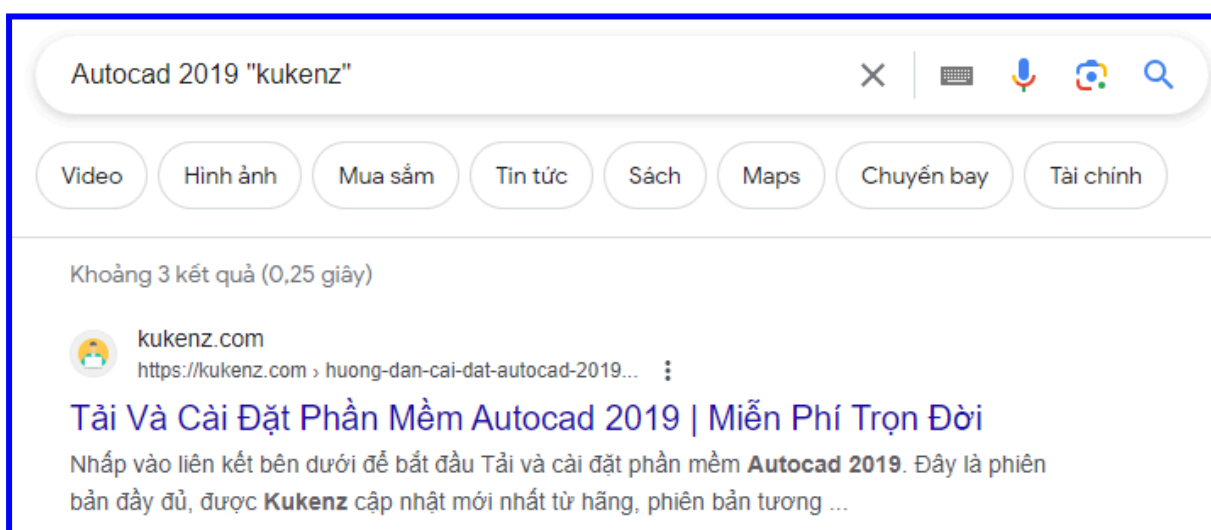 Autocad 2019 "kukenz"
Video Hình ảnh Mua sắm Tin tức Sách Maps Chuyến bay Tài chính
Khoảng 3 kết quả (0,25 giây)
kukenz.com
https://kukenz.com › huong-dan-cai-dat-autocad-2019...
Tải Và Cài Đặt Phần Mềm Autocad 2019 | Miễn Phí Trọn Đời
Nhấp vào liên kết bên dưới để bắt đầu Tải và cài đặt phần mềm Autocad 2019. Đây là phiên
bản đầy đủ, được Kukenz cập nhật mới nhất từ hãng, phiên bản tương ...